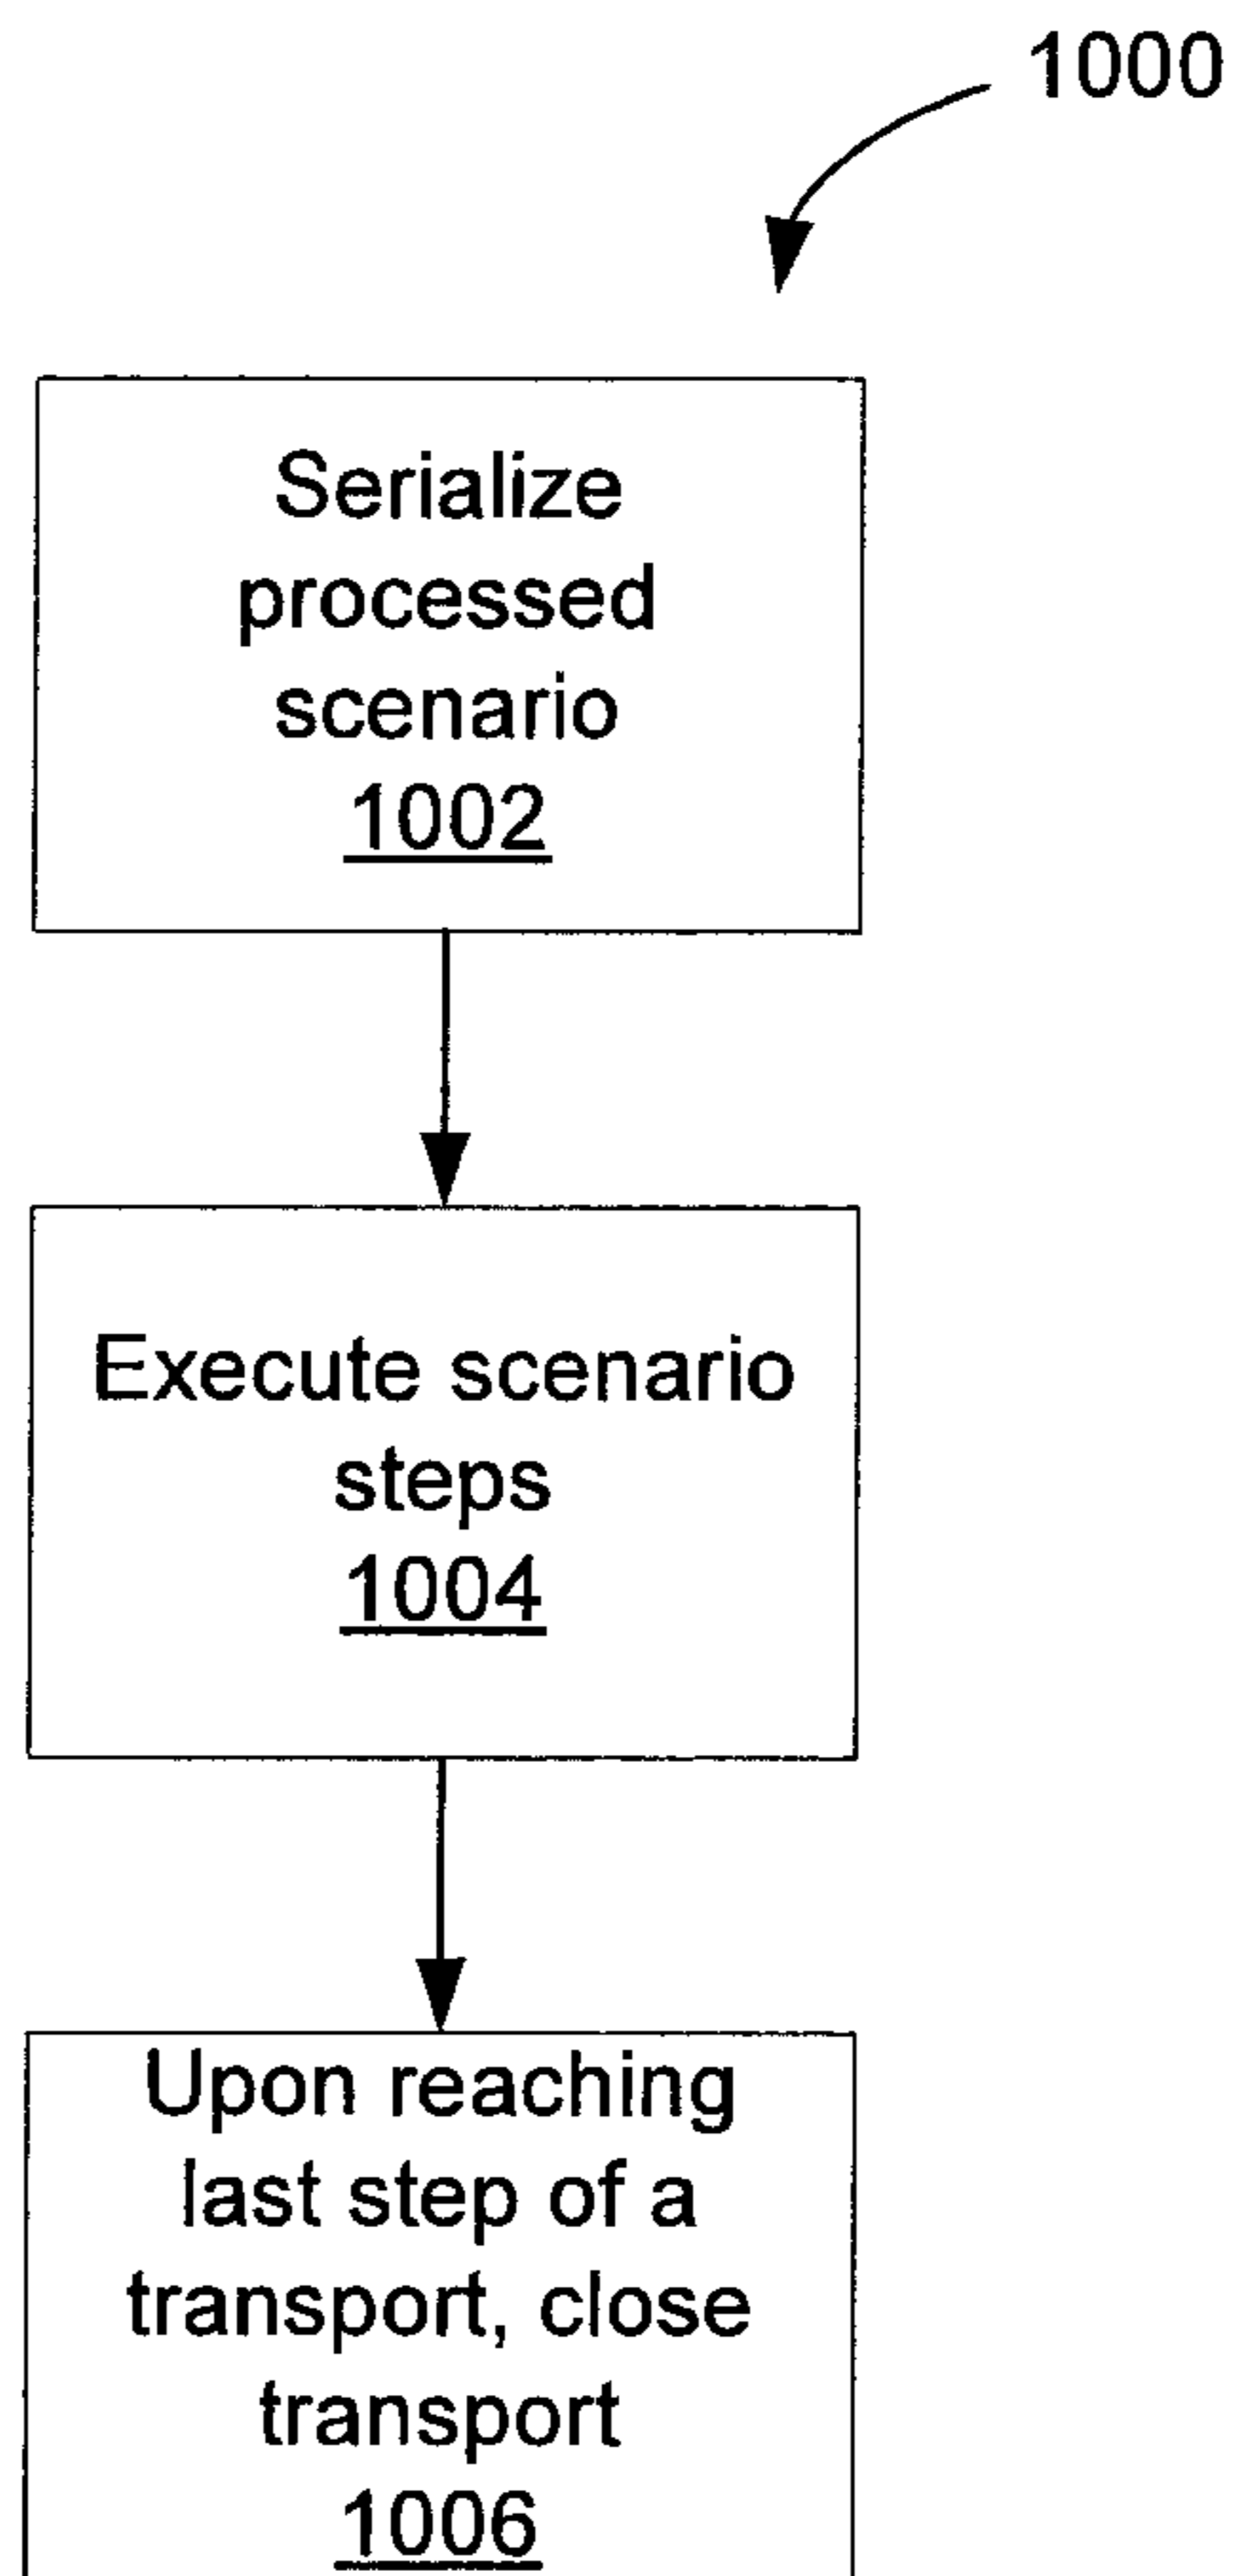 1000
Serialize
processed
scenario
1002
Execute scenario
steps
1004
Upon reaching
last step of a
transport, close
transport
1006